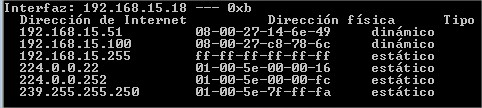 Interfaz: 192.168.15.18 --- 0xb
Dirección de Internet Dirección física Tipo
192.168.15.51 08-00-27-14-6e-49 dinámico
192.168.15.100 08-00-27-c8-78-6c dinámico
192.168.15.255 ff-ff-ff-ff-ff-ff estático
224.0.0.22 01-00-5e-00-00-16 estático
224.0.0.252 01-00-5e-00-00-fc estático
239.255.255.250 01-00-5e-7f-ff-fa estático